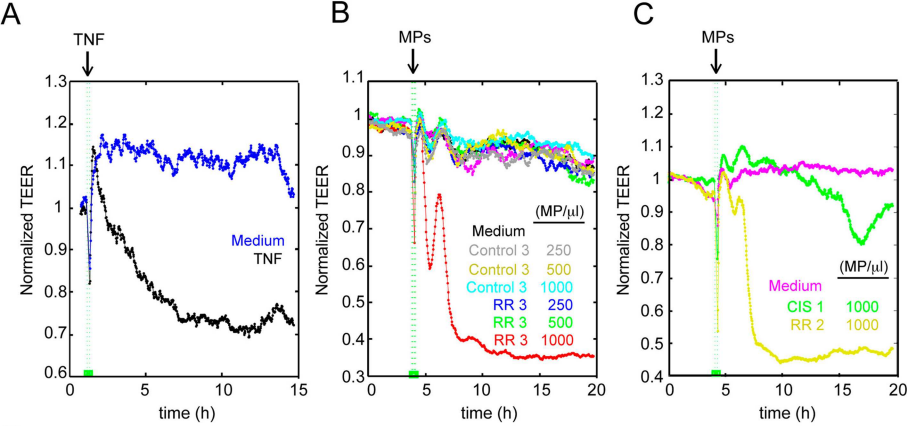 A
TNF
Normalized TEER
1.3
1.2
1.1
1
0.9
0.8
0.7
0.6
Medium
TNF
0
5
10
15
time (h)
B
MPs
Normalized TEER
1.1
1
0.9
0.8
0.7
0.6
0.5
0.4
0.3
(MP/µl)
Medium
Control 3 250
Control 3 500
Control 3 1000
RR 3 250
RR 3 500
RR 3 1000
0
5
10
15
20
time (h)
C
MPs
Normalized TEER
1.3
1.2
1.1
1
0.9
0.8
0.7
0.6
0.5
0.4
(MP/µl)
Medium
CIS 1 1000
RR 2 1000
0
5
10
15
20
time (h)